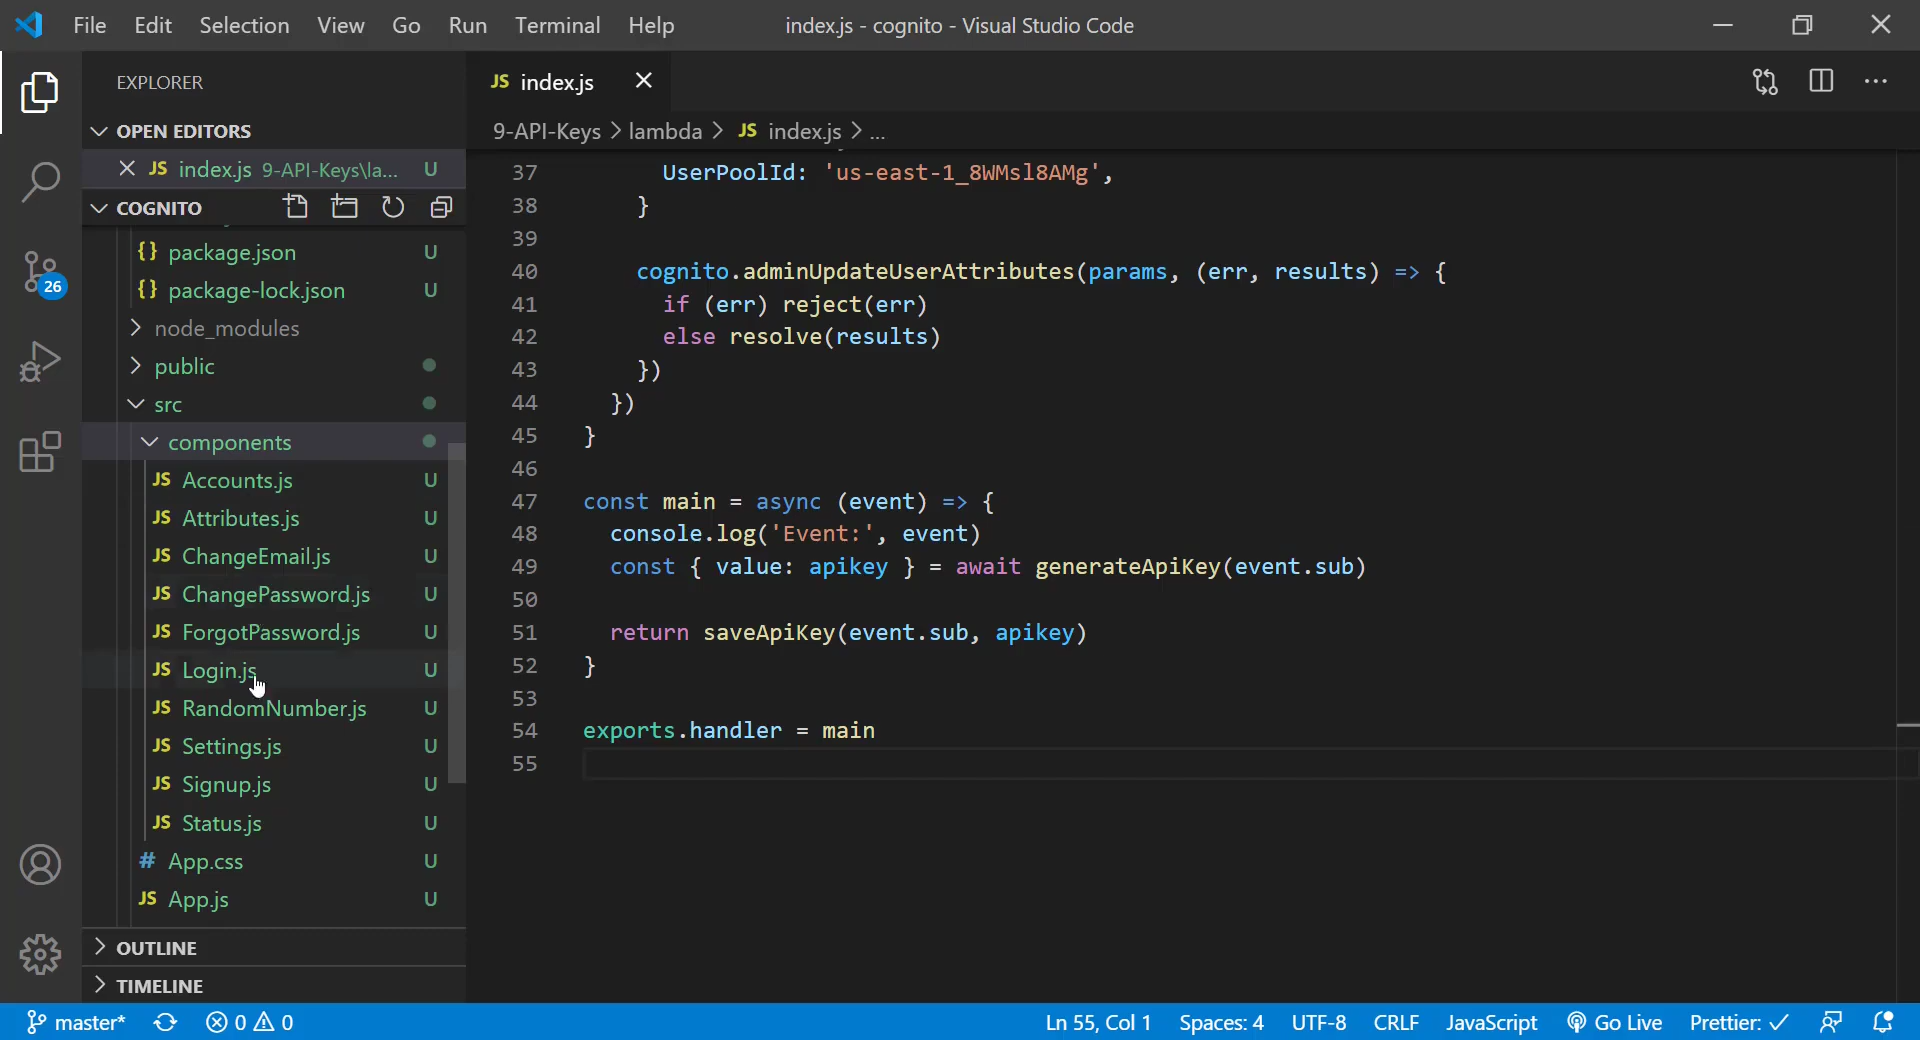 File Edit Selection View Go Run Terminal Help index.js - cognito - Visual Studio Code
EXPLORER
OPEN EDITORS
JS index.js 9-API-Keys\la... U
COGNITO
{} package.json U
{} package-lock.json U
node_modules
public
src
components
JS Accounts.js U
JS Attributes.js U
JS ChangeEmail.js U
JS ChangePassword.js U
JS ForgotPassword.js U
JS Login.js U
JS RandomNumber.js U
JS Settings.js U
JS Signup.js U
JS Status.js U
# App.css U
JS App.js U
OUTLINE
TIMELINE
26
JS index.js
9-API-Keys > lambda > JS index.js > ...
37 UserPoolId: 'us-east-1_8WMsl8AMg',
38 }
39
40 cognito.adminUpdateUserAttributes(params, (err, results) => {
41 if (err) reject(err)
42 else resolve(results)
43 })
44 })
45 }
46
47 const main = async (event) => {
48 console.log('Event:', event)
49 const { value: apikey } = await generateApiKey(event.sub)
50
51 return saveApiKey(event.sub, apikey)
52 }
53
54 exports.handler = main
55
master* 0 0 Ln 55, Col 1 Spaces: 4 UTF-8 CRLF JavaScript Go Live Prettier: ✓